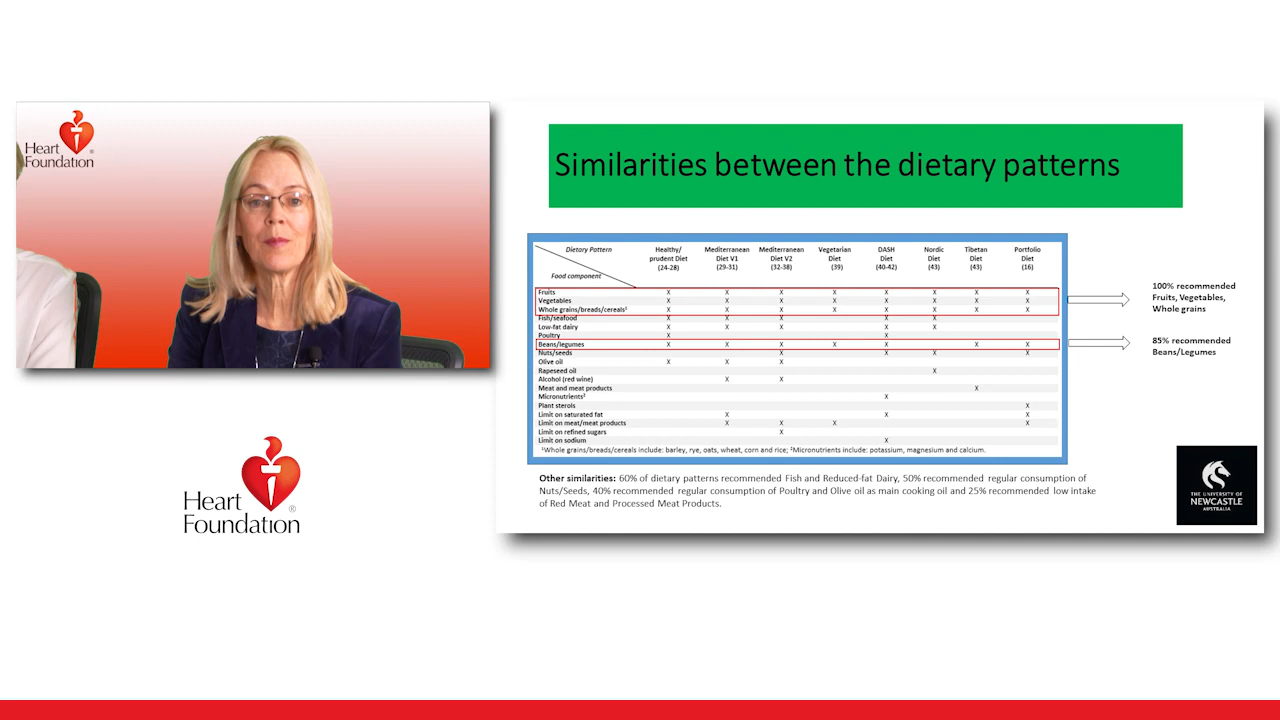 Heart
Foundation
Similarities between the dietary patterns
Dietary Pattern
Food component
Healthy/ prudent Diet (24-28)
Mediterranean Diet V1 (29-31)
Mediterranean Diet V2 (32-38)
Vegetarian Diet (39)
DASH Diet (40-42)
Nordic Diet (43)
Tibetan Diet (43)
Portfolio Diet (16)
Fruits X X X X X X X X
Vegetables X X X X X X X X
Whole grains/breads/cereals¹ X X X X X X X X
Fish/seafood X X X X X
Low-fat dairy X X X X X
Poultry X X
Beans/legumes X X X X X X X
Nuts/seeds X X X X
Olive oil X X X
Rapeseed oil X
Alcohol (red wine) X X
Meat and meat products X
Micronutrients² X
Plant sterols X
Limit on saturated fat X X X
Limit on meat/meat products X X X X
Limit on refined sugars X
Limit on sodium X
¹Whole grains/breads/cereals include: barley, rye, oats, wheat, corn and rice; ²Micronutrients include: potassium, magnesium and calcium.
100% recommended
Fruits, Vegetables,
Whole grains
85% recommended
Beans/Legumes
Other similarities: 60% of dietary patterns recommended Fish and Reduced-fat Dairy, 50% recommended regular consumption of
Nuts/Seeds, 40% recommended regular consumption of Poultry and Olive oil as main cooking oil and 25% recommended low intake
of Red Meat and Processed Meat Products.
Heart
Foundation
®
THE UNIVERSITY OF
NEWCASTLE
AUSTRALIA